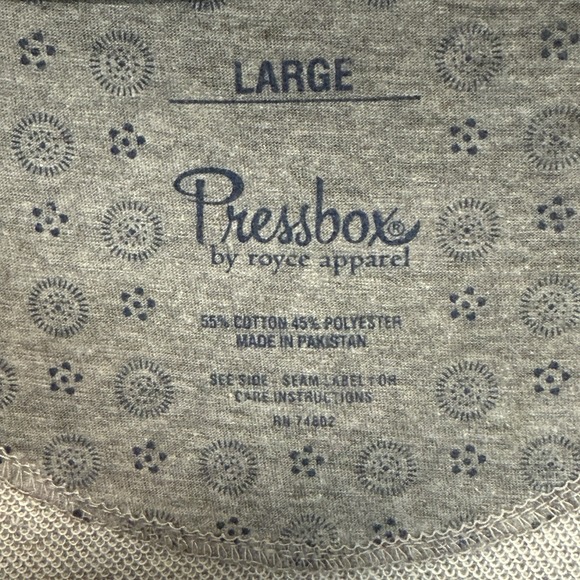 LARGE
Pressbox®
by royce apparel
55% COTTON 45% POLYESTER
MADE IN PAKISTAN
SEE SIDE - SEAM LABEL FOR
CARE INSTRUCTIONS
RN 74602